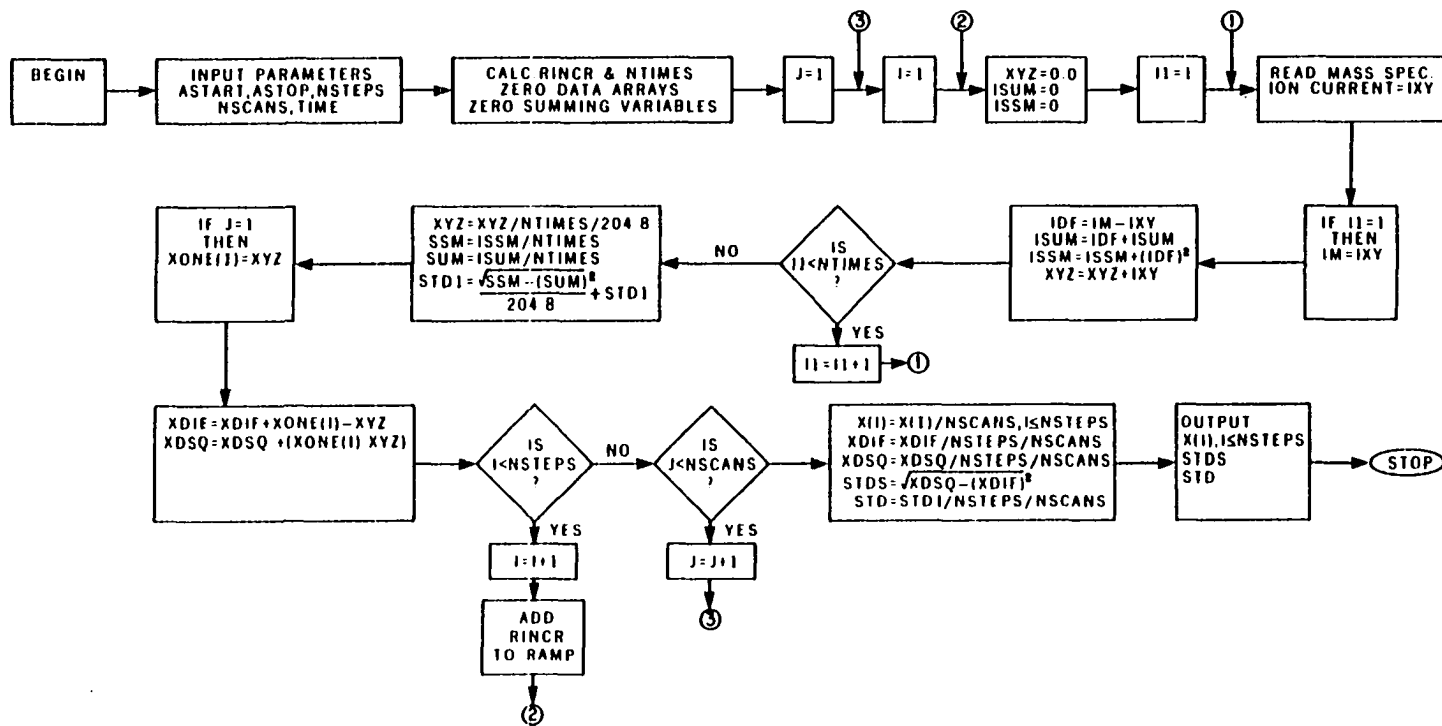 BEGIN
INPUT PARAMETERS
ASTART,ASTOP,NSTEPS
NSCANS,TIME
CALC RINCR & NTIMES
ZERO DATA ARRAYS
ZERO SUMMING VARIABLES
J=1
③
I=1
②
XYZ=0.0
ISUM=0
ISSM=0
I1=1
①
READ MASS SPEC.
ION CURRENT=IXY
IF I1=1
THEN
IM=IXY
IDF=IM-IXY
ISUM=IDF+ISUM
ISSM=ISSM+(IDF)²
XYZ=XYZ+IXY
IS
I1<NTIMES
?
NO
YES
I1=I1+1
①
XYZ=XYZ/NTIMES/204 8
SSM=ISSM/NTIMES
SUM=ISUM/NTIMES
STD1=√SSM--(SUM)²
204 8
+STD1
IF J=1
THEN
XONE(I)=XYZ
XDIF=XDIF+XONE(I)-XYZ
XDSQ=XDSQ +(XONE(I) XYZ)
IS
I<NSTEPS
?
NO
YES
I=I+1
ADD
RINCR
TO RAMP
②
IS
J<NSCANS
?
YES
J=J+1
③
X(I)=X(I)/NSCANS,I≤NSTEPS
XDIF=XDIF/NSTEPS/NSCANS
XDSQ=XDSQ/NSTEPS/NSCANS
STDS=√XDSQ-(XDIF)²
STD=STD1/NSTEPS/NSCANS
OUTPUT
X(I),I≤NSTEPS
STDS
STD
STOP